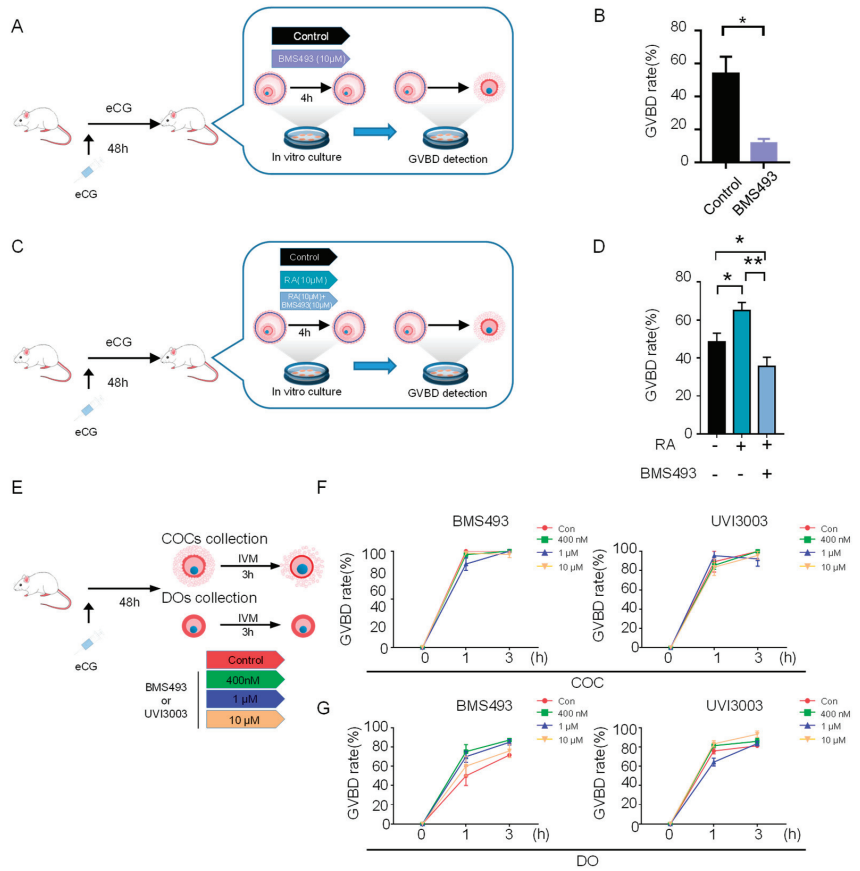 A
Control
BMS493 (10μM)
eCG
48h
eCG
4h
In vitro culture
GVBD detection
B
*
GVBD rate(%)
80
60
40
20
0
Control
BMS493
C
Control
RA(10μM)
RA(10μM)+
BMS493(10μM)
eCG
48h
eCG
4h
In vitro culture
GVBD detection
D
*
* **
GVBD rate(%)
80
60
40
80
0
RA - + +
BMS493 - - +
E
COCs collection
IVM
3h
48h
DOs collection
IVM
3h
eCG
BMS493
or
UVI3003
Control
400nM
1 μM
10 μM
F
BMS493
GVBD rate(%)
100
80
60
40
80
0
0 1 3 (h)
Con
400 nM
1 μM
10 μM
UVI3003
GVBD rate(%)
100
80
60
40
80
0
0 1 3 (h)
Con
400 nM
1 μM
10 μM
COC
G
BMS493
GVBD rate(%)
100
80
60
40
80
0
0 1 3 (h)
Con
400 nM
1 μM
10 μM
UVI3003
GVBD rate(%)
100
80
60
40
80
0
0 1 3 (h)
Con
400 nM
1 μM
10 μM
DO